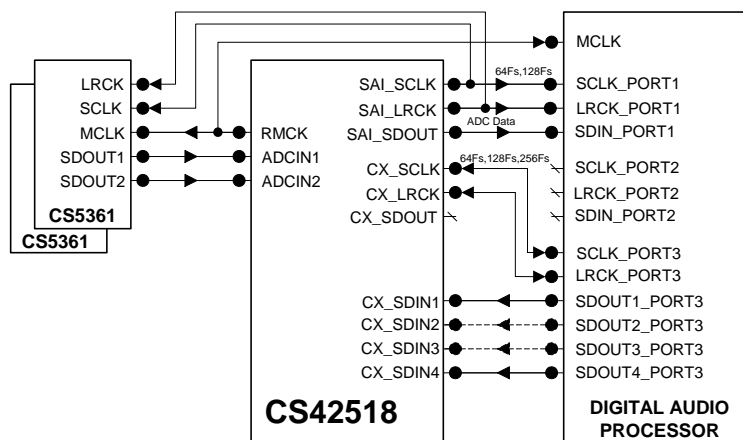 LRCK
SCLK
MCLK
SDOUT1
SDOUT2
CS5361
CS5361
RMCK
ADCIN1
ADCIN2
SAI_SCLK
SAI_LRCK
SAI_SDOUT
CX_SCLK
CX_LRCK
CX_SDOUT
CX_SDIN1
CX_SDIN2
CX_SDIN3
CX_SDIN4
CS42518
64Fs,128Fs
ADC Data
64Fs,128Fs,256Fs
MCLK
SCLK_PORT1
LRCK_PORT1
SDIN_PORT1
SCLK_PORT2
LRCK_PORT2
SDIN_PORT2
SCLK_PORT3
LRCK_PORT3
SDOUT1_PORT3
SDOUT2_PORT3
SDOUT3_PORT3
SDOUT4_PORT3
DIGITAL AUDIO
PROCESSOR